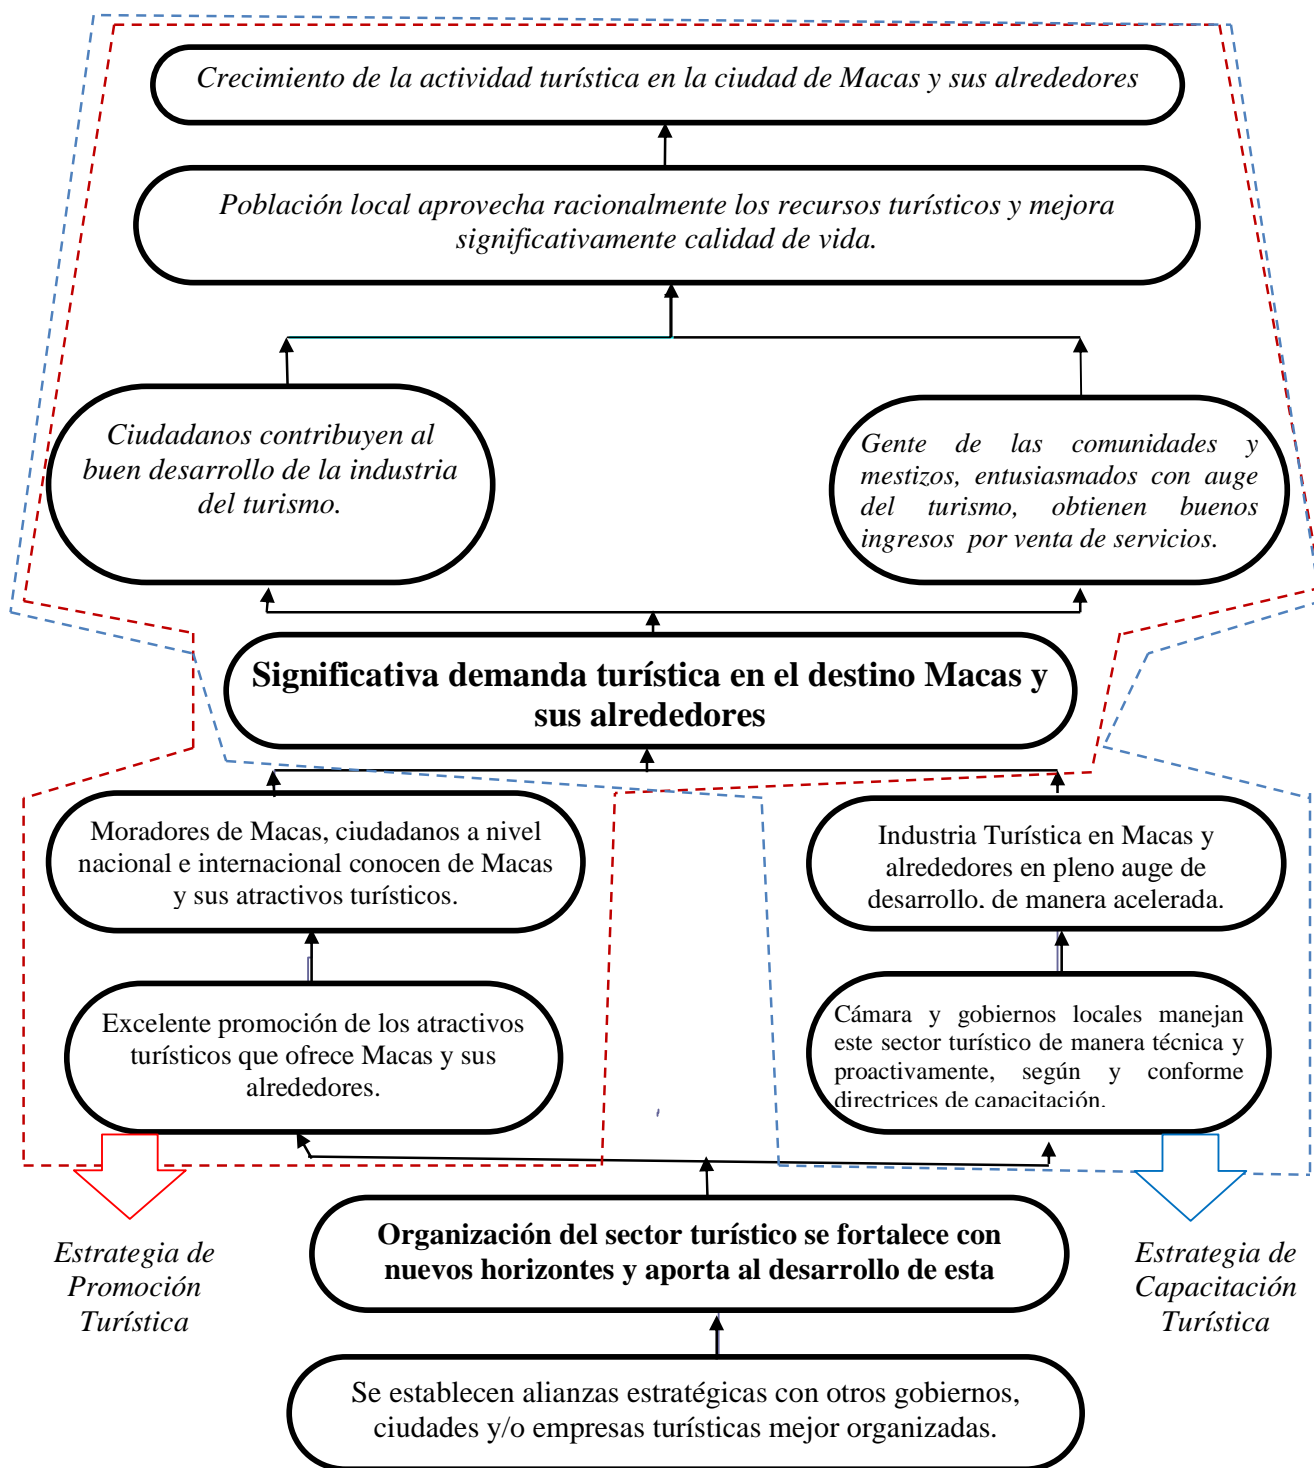 Crecimiento de la actividad turística en la ciudad de Macas y sus alrededores
Población local aprovecha racionalmente los recursos turísticos y mejora
significativamente calidad de vida.
Ciudadanos contribuyen al
buen desarrollo de la industria
del turismo.
Gente de las comunidades y
mestizos, entusiasmados con auge
del turismo, obtienen buenos
ingresos por venta de servicios.
Significativa demanda turística en el destino Macas y
sus alrededores
Moradores de Macas, ciudadanos a nivel
nacional e internacional conocen de Macas
y sus atractivos turísticos.
Industria Turística en Macas y
alrededores en pleno auge de
desarrollo, de manera acelerada.
Excelente promoción de los atractivos
turísticos que ofrece Macas y sus
alrededores.
Cámara y gobiernos locales manejan
este sector turístico de manera técnica y
proactivamente, según y conforme
directrices de capacitación.
Estrategia de
Promoción
Turística
Organización del sector turístico se fortalece con
nuevos horizontes y aporta al desarrollo de esta
Estrategia de
Capacitación
Turística
Se establecen alianzas estratégicas con otros gobiernos,
ciudades y/o empresas turísticas mejor organizadas.